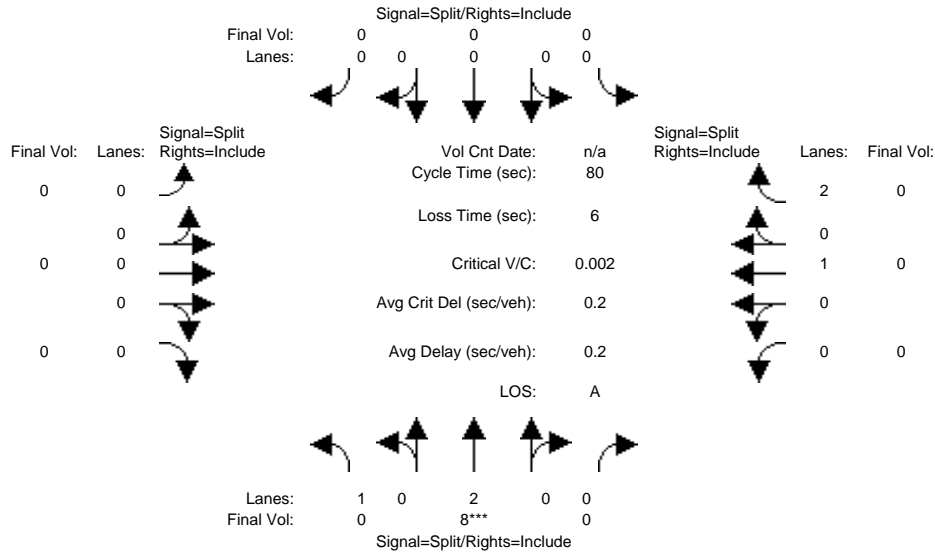 Signal=Split/Rights=Include
Final Vol: 0 0 0
Lanes: 0 0 0 0 0
Signal=Split
Final Vol: Lanes: Rights=Include
Vol Cnt Date: n/a
Signal=Split
Rights=Include Lanes: Final Vol:
Cycle Time (sec): 80
0 0
2 0
Loss Time (sec): 6
0
0
0 0
Critical V/C: 0.002
1 0
0
Avg Crit Del (sec/veh): 0.2
0
0 0
Avg Delay (sec/veh): 0.2
0 0
LOS: A
Lanes: 1 0 2 0 0
Final Vol: 0 8*** 0
Signal=Split/Rights=Include